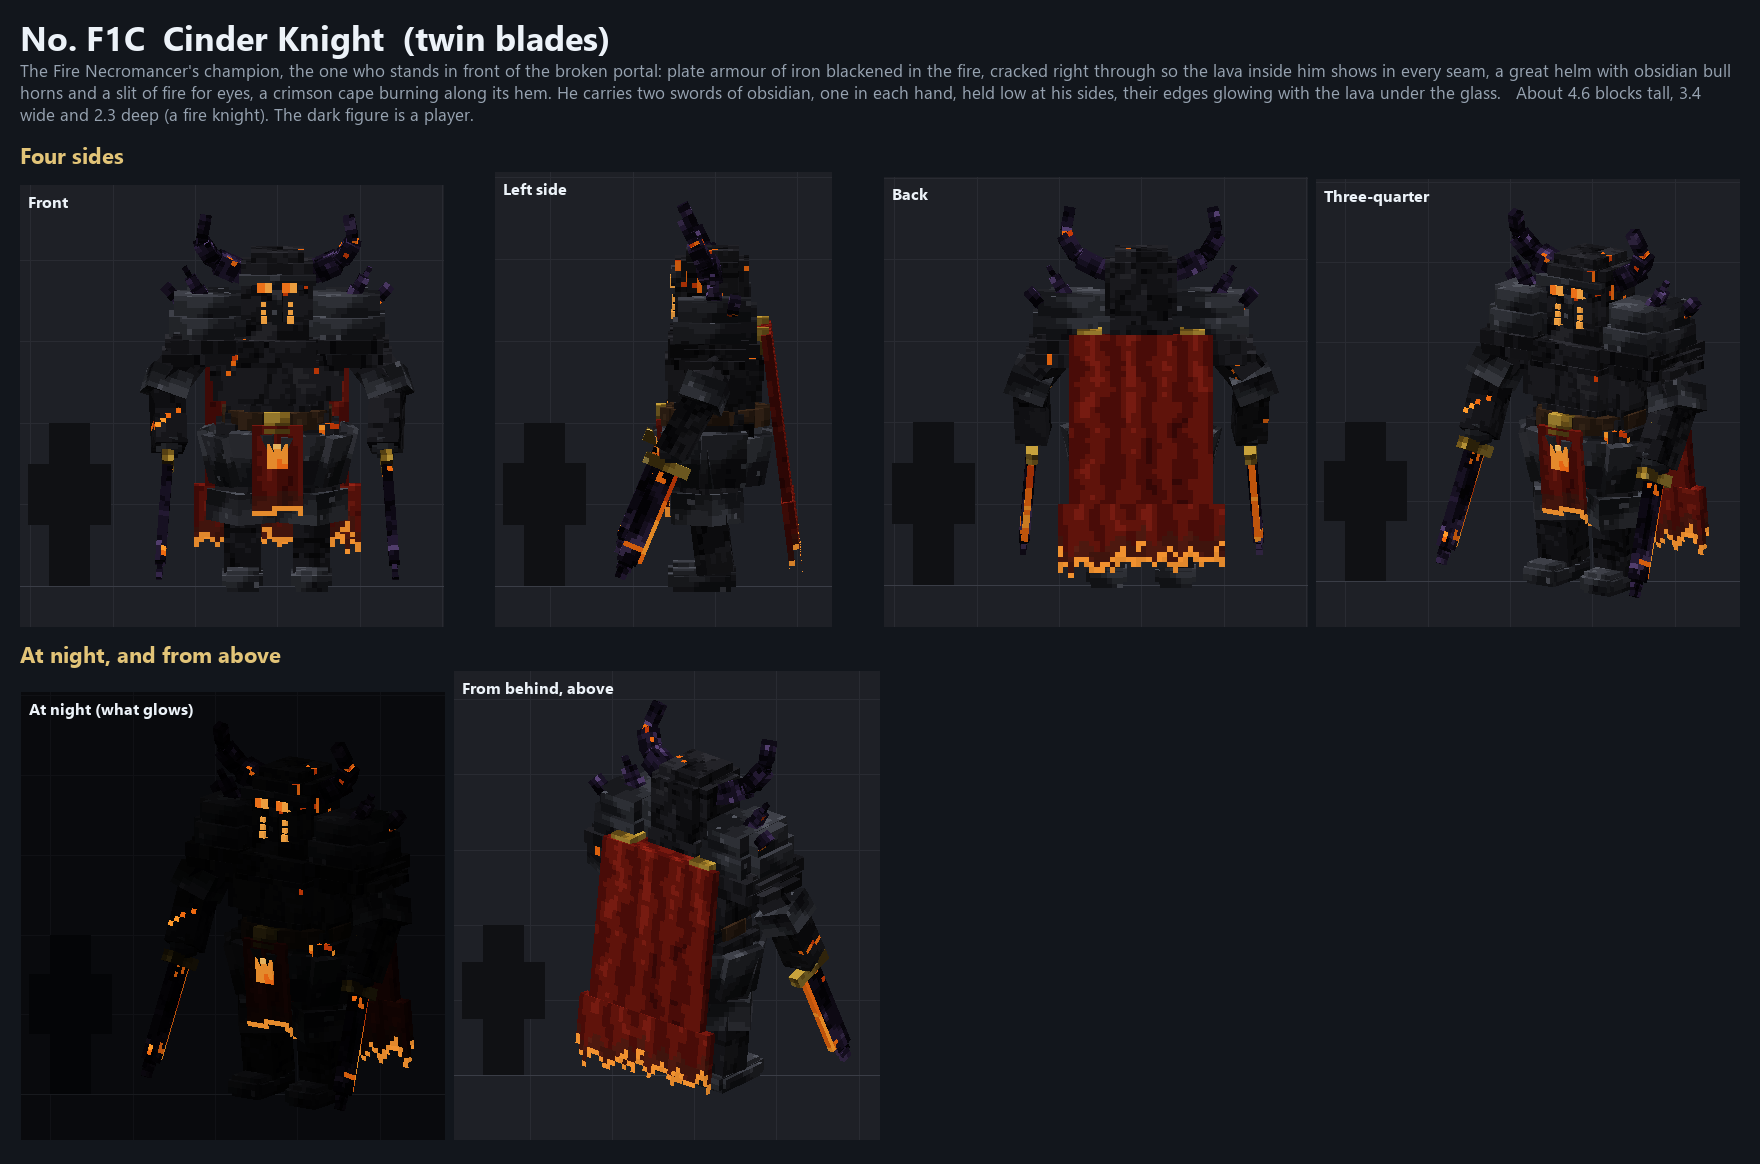 No. F1C Cinder Knight (twin blades)
The Fire Necromancer's champion, the one who stands in front of the broken portal: plate armour of iron blackened in the fire, cracked right through so the lava inside him shows in every seam, a great helm with obsidian bull
horns and a slit of fire for eyes, a crimson cape burning along its hem. He carries two swords of obsidian, one in each hand, held low at his sides, their edges glowing with the lava under the glass. About 4.6 blocks tall, 3.4
wide and 2.3 deep (a fire knight). The dark figure is a player.
Four sides
Front
Left side
Back
Three-quarter
At night, and from above
At night (what glows)
From behind, above